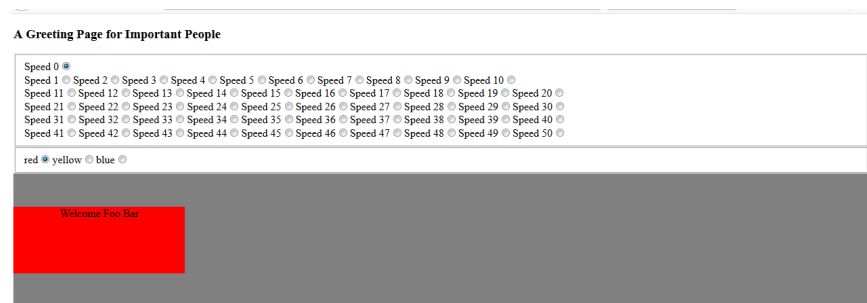 A Greeting Page for Important People
Speed 0
Speed 1 Speed 2 Speed 3 Speed 4 Speed 5 Speed 6 Speed 7 Speed 8 Speed 9 Speed 10
Speed 11 Speed 12 Speed 13 Speed 14 Speed 15 Speed 16 Speed 17 Speed 18 Speed 19 Speed 20
Speed 21 Speed 22 Speed 23 Speed 24 Speed 25 Speed 26 Speed 27 Speed 28 Speed 29 Speed 30
Speed 31 Speed 32 Speed 33 Speed 34 Speed 35 Speed 36 Speed 37 Speed 38 Speed 39 Speed 40
Speed 41 Speed 42 Speed 43 Speed 44 Speed 45 Speed 46 Speed 47 Speed 48 Speed 49 Speed 50
red yellow blue
Welcome Foo Bar